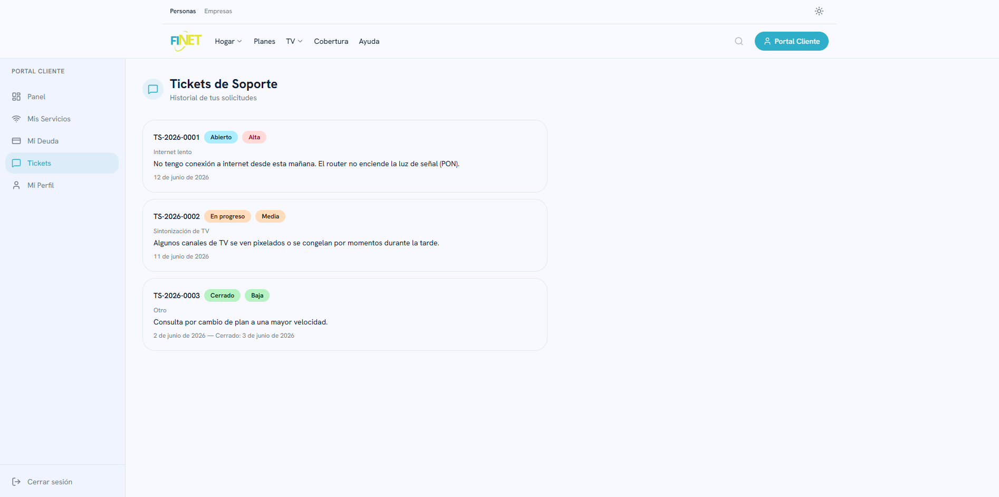 Personas Empresas
FINET Hogar Planes TV Cobertura Ayuda Portal Cliente
PORTAL CLIENTE
Panel
Mis Servicios
Mi Deuda
Tickets
Mi Perfil
Cerrar sesión
Tickets de Soporte
Historial de tus solicitudes
TS-2026-0001 Abierto Alta
Internet lento
No tengo conexión a internet desde esta mañana. El router no enciende la luz de señal (PON).
12 de junio de 2026
TS-2026-0002 En progreso Media
Sintonización de TV
Algunos canales de TV se ven pixelados o se congelan por momentos durante la tarde.
11 de junio de 2026
TS-2026-0003 Cerrado Baja
Otro
Consulta por cambio de plan a una mayor velocidad.
2 de junio de 2026 — Cerrado: 3 de junio de 2026